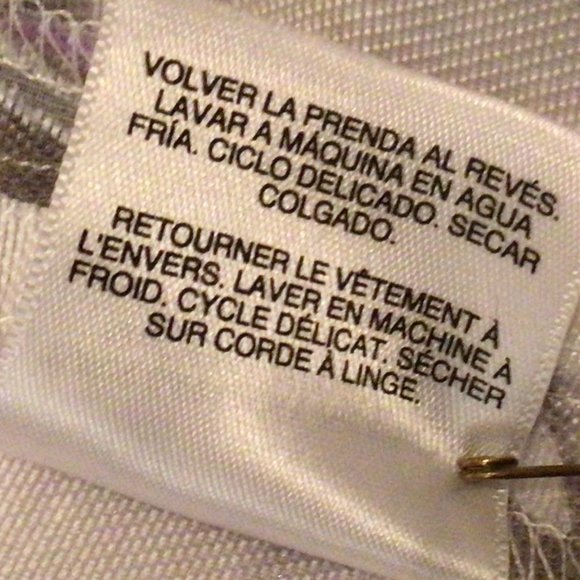 VOLVER LA PRENDA AL REVÉS.
LAVAR A MÁQUINA EN AGUA
FRÍA. CICLO DELICADO. SECAR
COLGADO.
RETOURNER LE VÊTEMENT À
L'ENVERS. LAVER EN MACHINE À
FROID. CYCLE DÉLICAT. SÉCHER
SUR CORDE À LINGE.